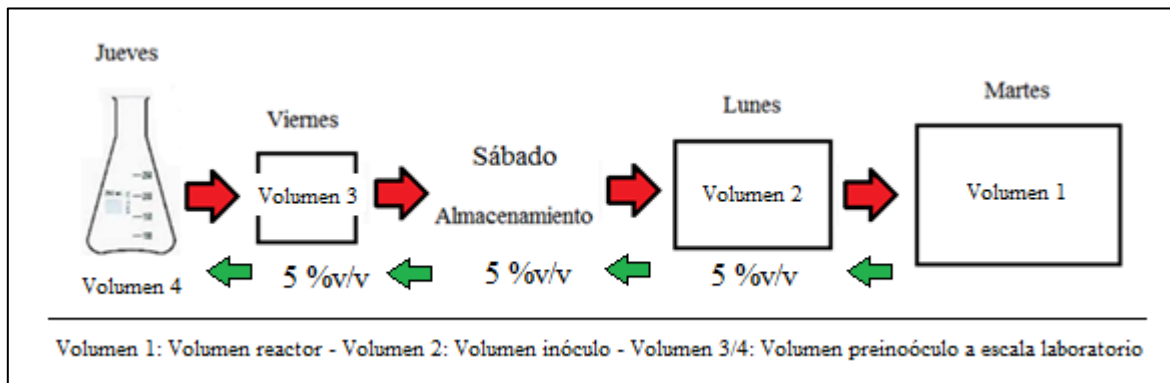 Jueves
Viernes
Sábado
Lunes
Martes
Volumen 3
Almacenamiento
Volumen 2
Volumen 1
Volumen 4
5 %v/v
5 %v/v
5 %v/v
Volumen 1: Volumen reactor - Volumen 2: Volumen inóculo - Volumen 3/4: Volumen preinoóculo a escala laboratorio